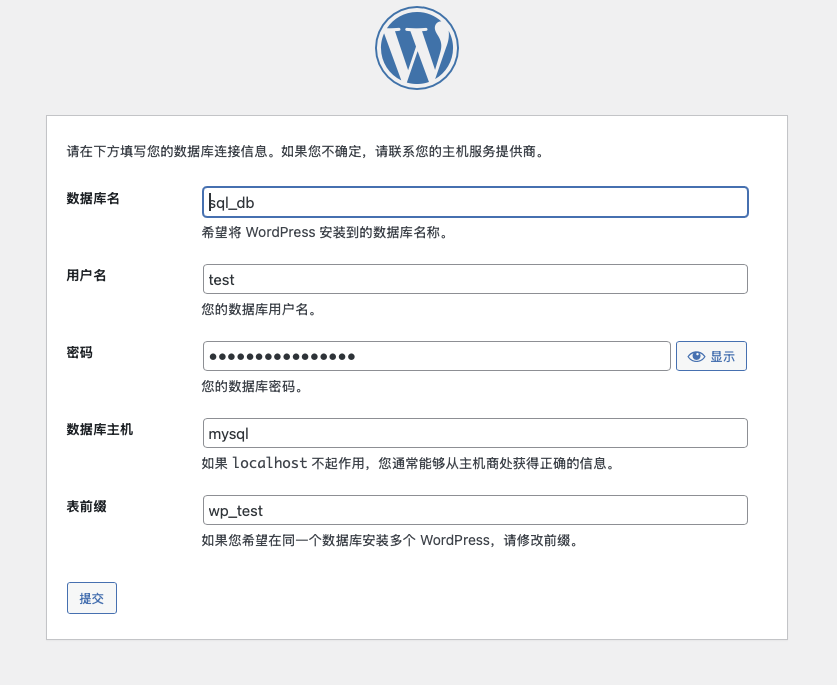 请在下方填写您的数据库连接信息。如果您不确定，请联系您的主机服务提供商。
数据库名
sql_db
希望将 WordPress 安装到的数据库名称。
用户名
test
您的数据库用户名。
密码
●●●●●●●●●●●●●●●●
显示
您的数据库密码。
数据库主机
mysql
如果 localhost 不起作用，您通常能够从主机商处获得正确的信息。
表前缀
wp_test
如果您希望在同一个数据库安装多个 WordPress，请修改前缀。
提交